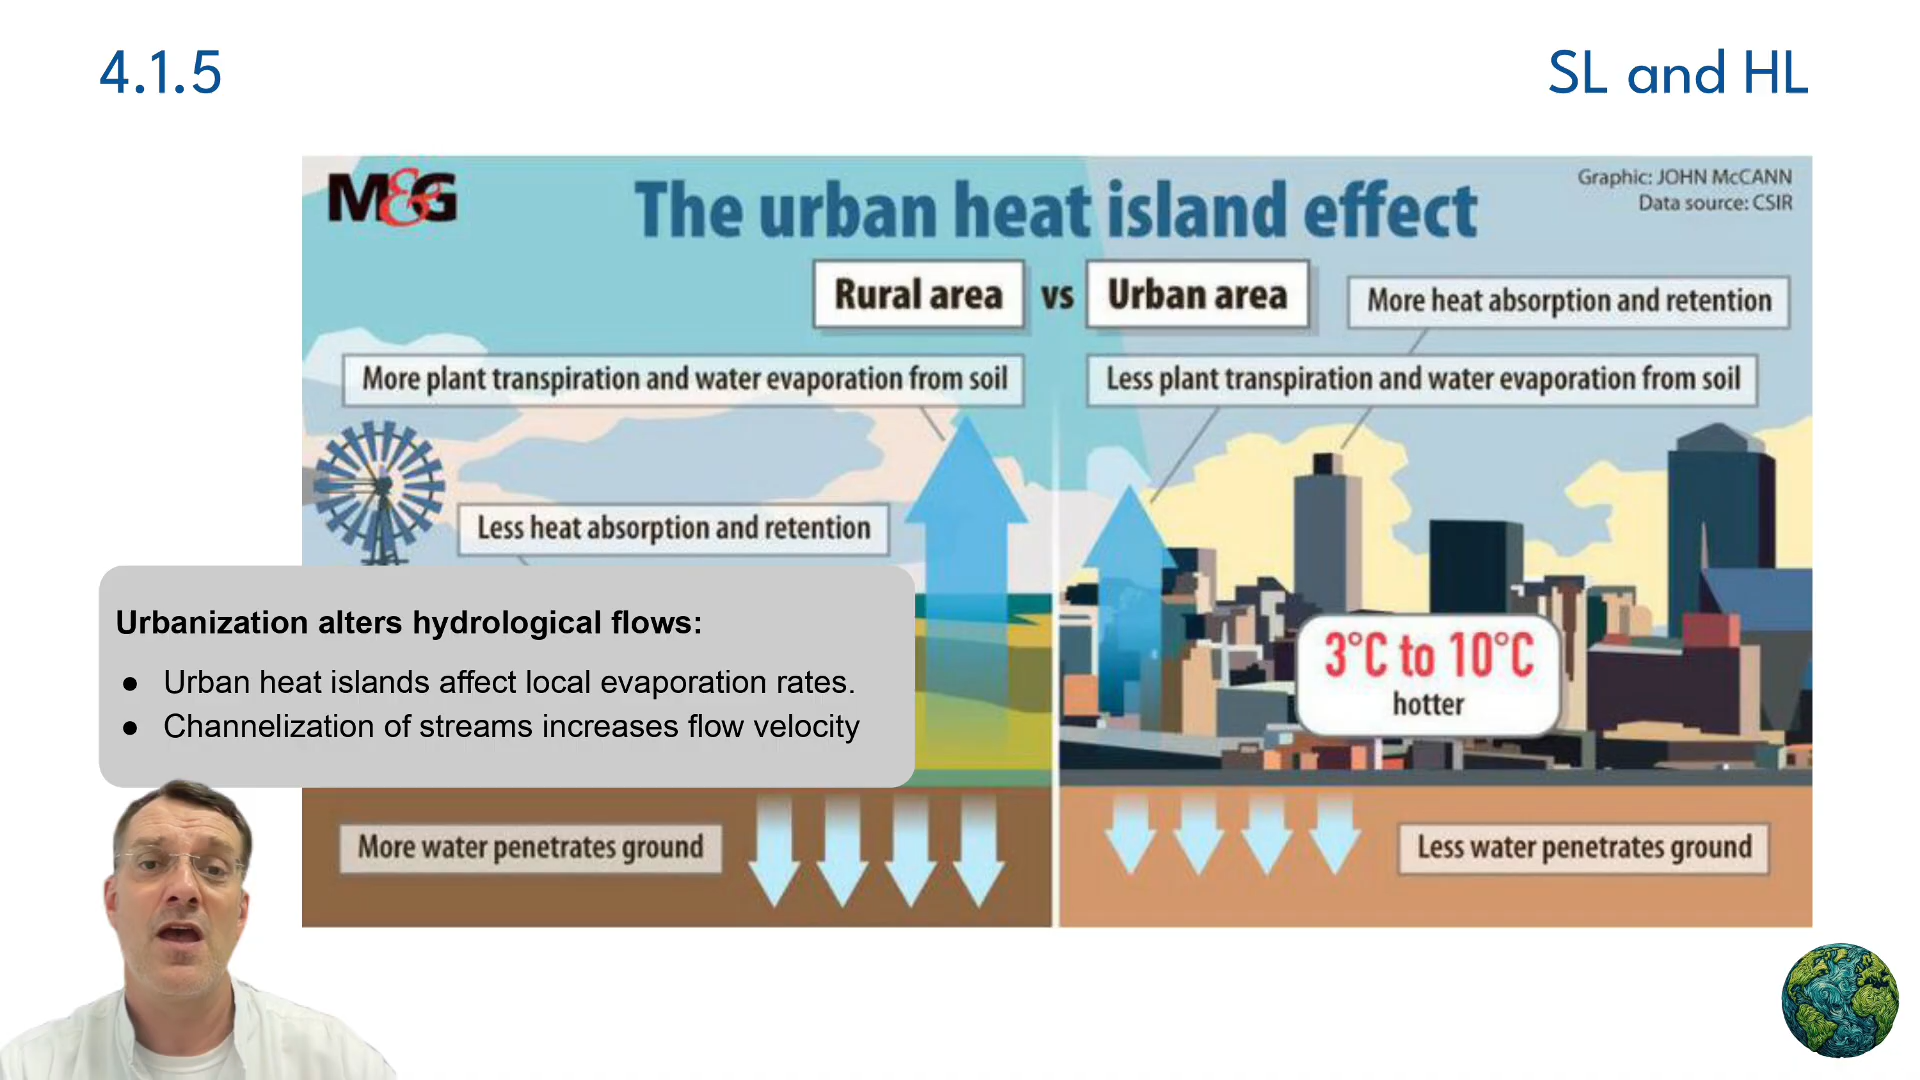 4.1.5
SL and HL
M&G
The urban heat island effect
Graphic: JOHN McCANN
Data source: CSIR
Rural area vs Urban area
More heat absorption and retention
More plant transpiration and water evaporation from soil
Less plant transpiration and water evaporation from soil
Less heat absorption and retention
Urbanization alters hydrological flows:
● Urban heat islands affect local evaporation rates.
● Channelization of streams increases flow velocity
3°C to 10°C
hotter
More water penetrates ground
Less water penetrates ground